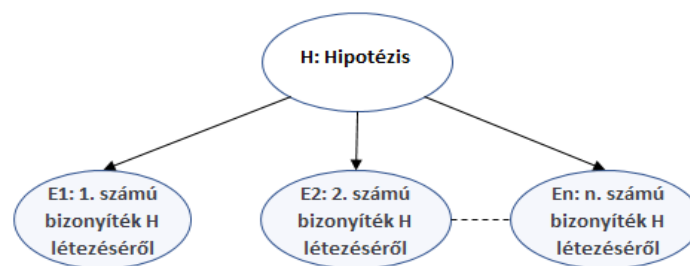 H: Hipotézis
E1: 1. számú
bizonyíték H
létezéséről
E2: 2. számú
bizonyíték H
létezéséről
En: n. számú
bizonyíték H
létezéséről